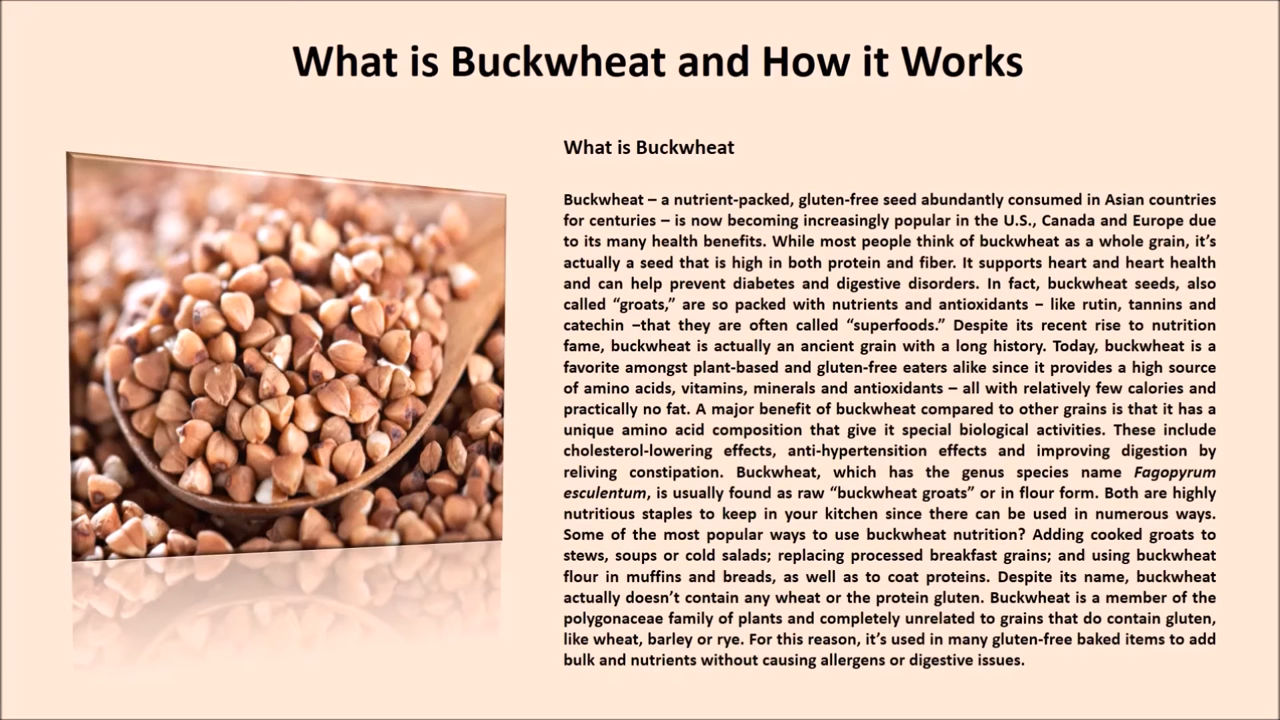 What is Buckwheat and How it Works
What is Buckwheat
Buckwheat – a nutrient-packed, gluten-free seed abundantly consumed in Asian countries
for centuries – is now becoming increasingly popular in the U.S., Canada and Europe due
to its many health benefits. While most people think of buckwheat as a whole grain, it’s
actually a seed that is high in both protein and fiber. It supports heart and heart health
and can help prevent diabetes and digestive disorders. In fact, buckwheat seeds, also
called “groats,” are so packed with nutrients and antioxidants – like rutin, tannins and
catechin –that they are often called “superfoods.” Despite its recent rise to nutrition
fame, buckwheat is actually an ancient grain with a long history. Today, buckwheat is a
favorite amongst plant-based and gluten-free eaters alike since it provides a high source
of amino acids, vitamins, minerals and antioxidants – all with relatively few calories and
practically no fat. A major benefit of buckwheat compared to other grains is that it has a
unique amino acid composition that give it special biological activities. These include
cholesterol-lowering effects, anti-hypertensition effects and improving digestion by
reliving constipation. Buckwheat, which has the genus species name Fagopyrum
esculentum, is usually found as raw “buckwheat groats” or in flour form. Both are highly
nutritious staples to keep in your kitchen since there can be used in numerous ways.
Some of the most popular ways to use buckwheat nutrition? Adding cooked groats to
stews, soups or cold salads; replacing processed breakfast grains; and using buckwheat
flour in muffins and breads, as well as to coat proteins. Despite its name, buckwheat
actually doesn’t contain any wheat or the protein gluten. Buckwheat is a member of the
polygonaceae family of plants and completely unrelated to grains that do contain gluten,
like wheat, barley or rye. For this reason, it’s used in many gluten-free baked items to add
bulk and nutrients without causing allergens or digestive issues.